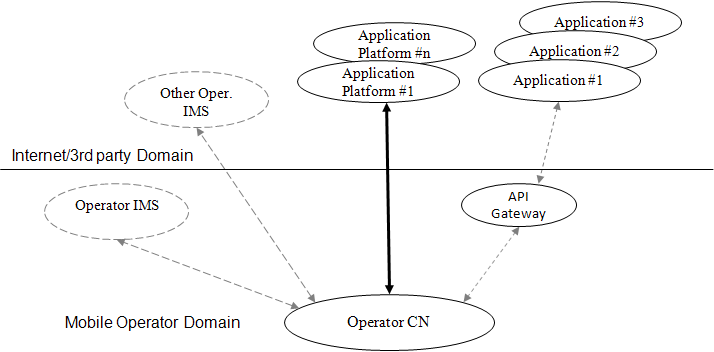 Application #3
Application
Platform #n
Application #2
Application
Platform #1
Application #1
Other Oper.
IMS
Internet/3rd party Domain
Operator IMS
API
Gateway
Mobile Operator Domain
Operator CN